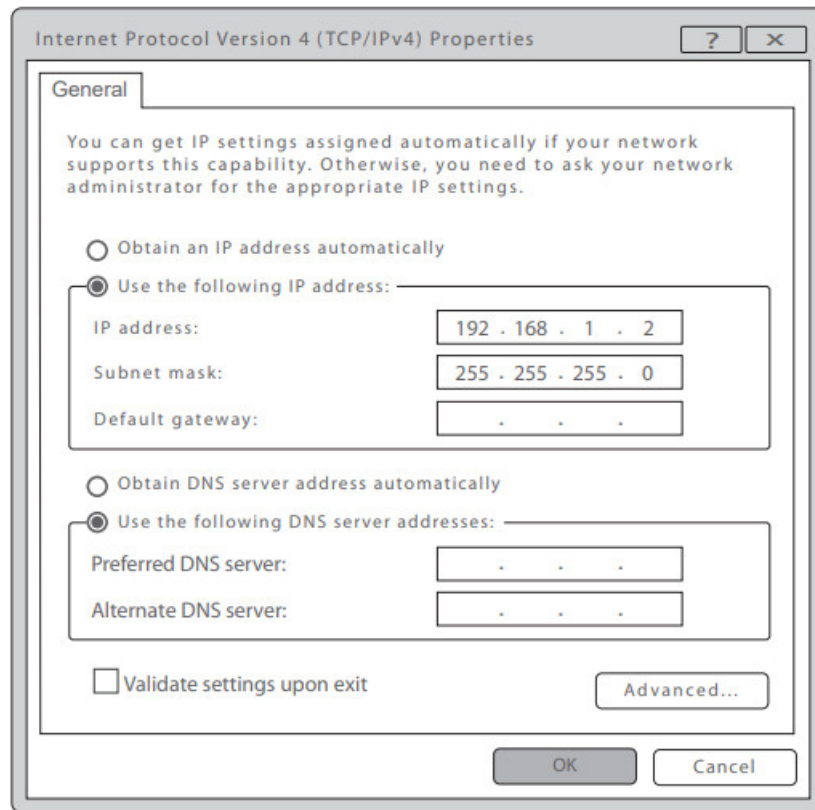 Internet Protocol Version 4 (TCP/IPv4) Properties ? ×
General
You can get IP settings assigned automatically if your network
supports this capability. Otherwise, you need to ask your network
administrator for the appropriate IP settings.
Obtain an IP address automatically
Use the following IP address:
IP address: 192 . 168 . 1 . 2
Subnet mask: 255 . 255 . 255 . 0
Default gateway: . . .
Obtain DNS server address automatically
Use the following DNS server addresses:
Preferred DNS server: . . .
Alternate DNS server: . . .
Validate settings upon exit
Advanced...
OK Cancel